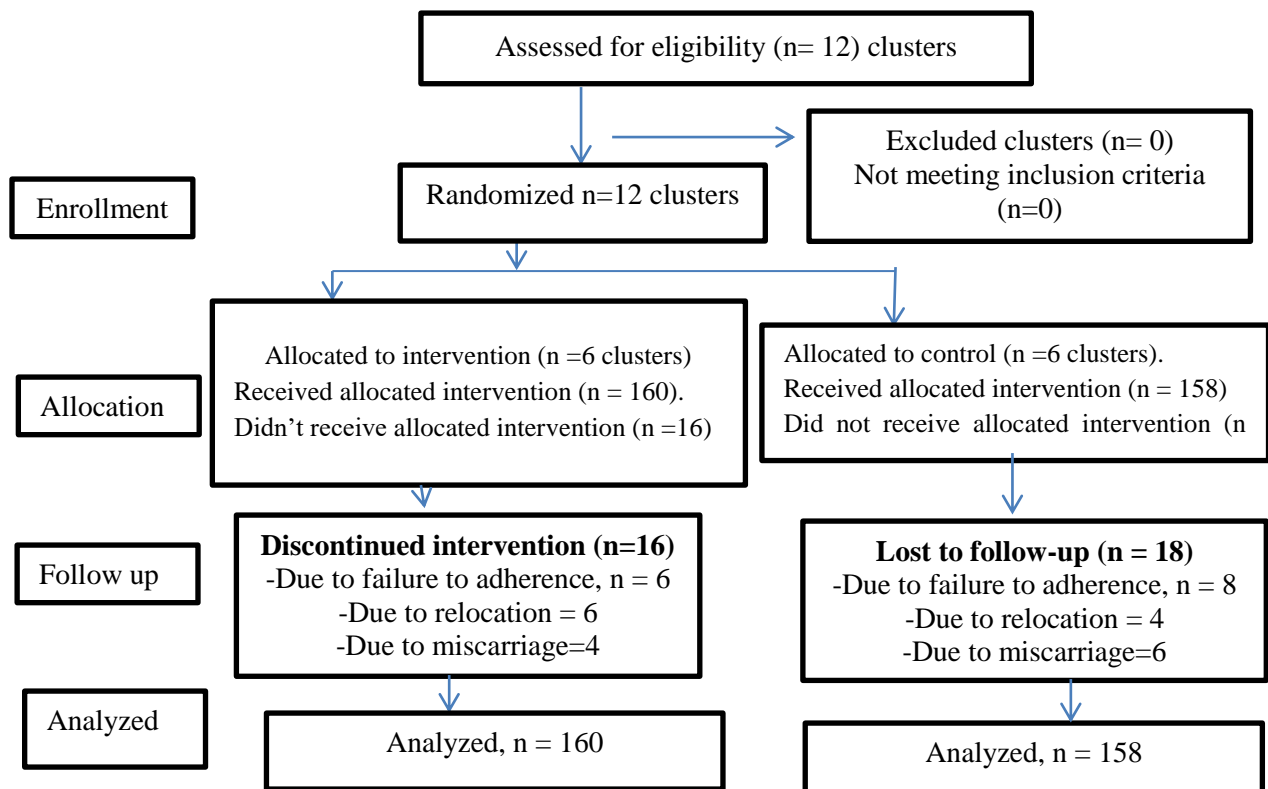 Assessed for eligibility (n= 12) clusters
Excluded clusters (n= 0)
Not meeting inclusion criteria
(n=0)
Enrollment
Randomized n=12 clusters
Allocation
Allocated to intervention (n =6 clusters)
Received allocated intervention (n = 160).
Didn’t receive allocated intervention (n =16)
Allocated to control (n =6 clusters).
Received allocated intervention (n = 158)
Did not receive allocated intervention (n
Follow up
Discontinued intervention (n=16)
-Due to failure to adherence, n = 6
-Due to relocation = 6
-Due to miscarriage=4
Lost to follow-up (n = 18)
-Due to failure to adherence, n = 8
-Due to relocation = 4
-Due to miscarriage=6
Analyzed
Analyzed, n = 160
Analyzed, n = 158